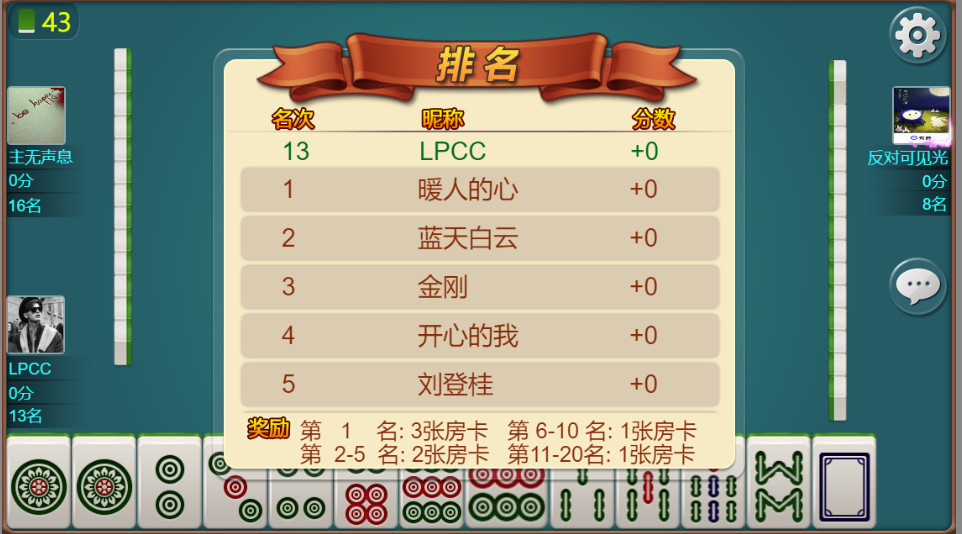 43
排名
名次 昵称 分数
13 LPCC +0
1 暖人的心 +0
2 蓝天白云 +0
3 金刚 +0
4 开心的我 +0
5 刘登桂 +0
奖励 第 1 名: 3张房卡 第 6-10 名: 1张房卡
第 2-5 名: 2张房卡 第11-20名: 1张房卡
主无声息
0分
16名
LPCC
0分
13名
反对可见光
0分
8名